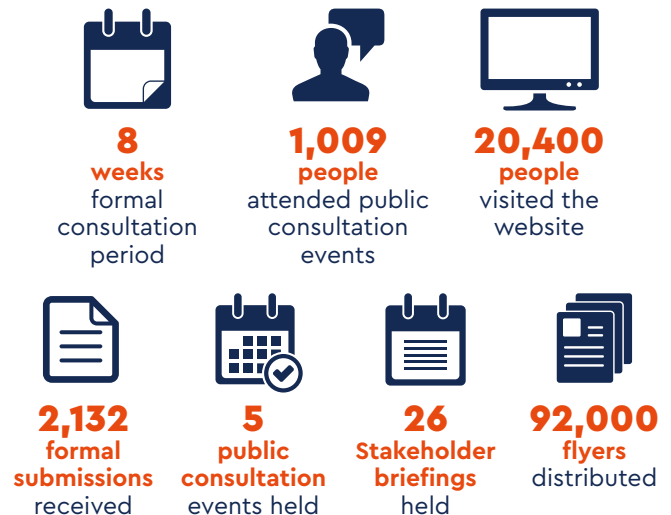 8
weeks
formal
consultation
period
1,009
people
attended public
consultation
events
20,400
people
visited the
website
2,132
formal
submissions
received
5
public
consultation
events held
26
Stakeholder
briefings
held
92,000
flyers
distributed